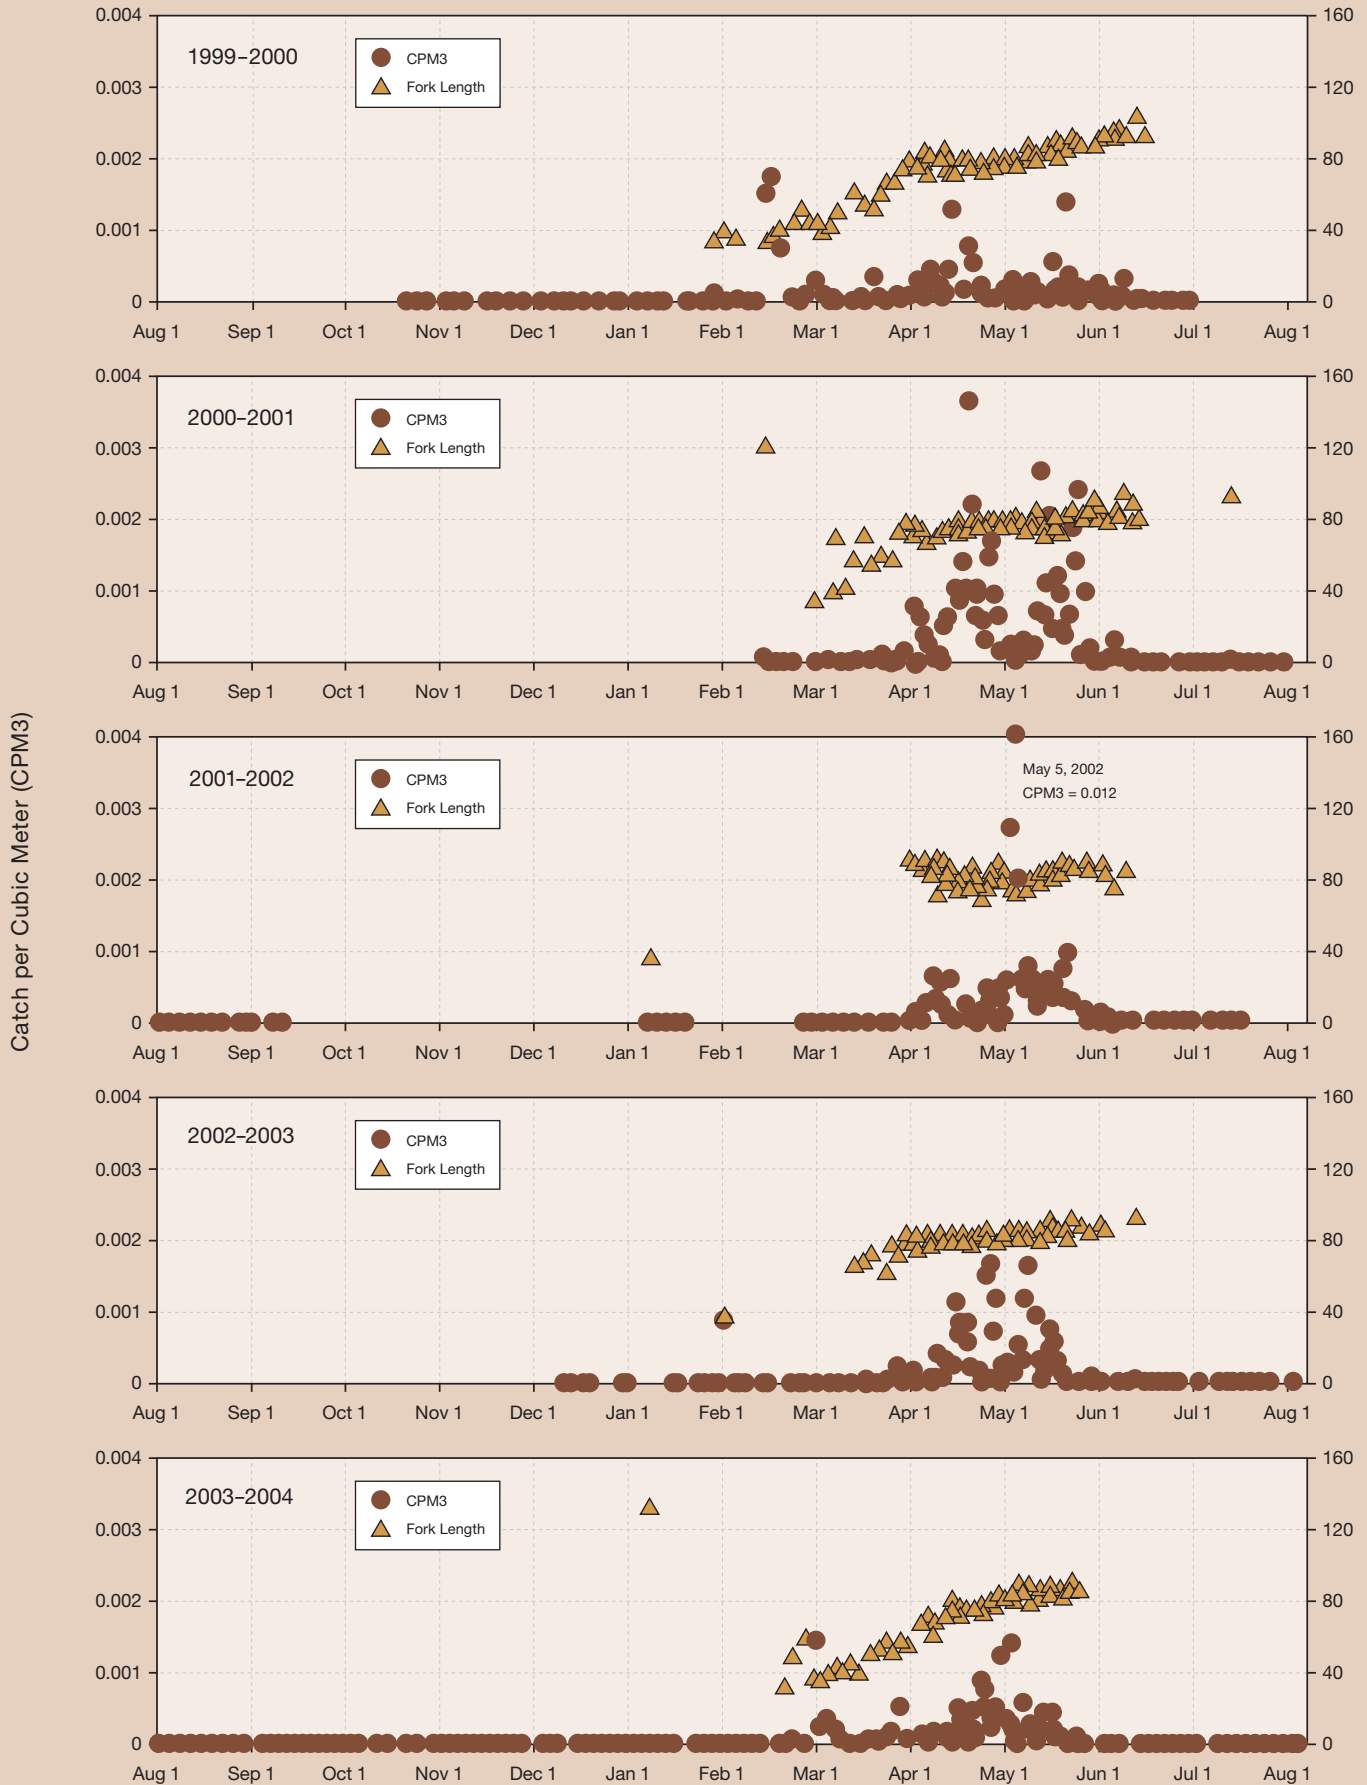 Catch per Cubic Meter (CPM3)
0.004 160
1999–2000
CPM3
Fork Length
0.003 120
0.002 80
0.001 40
0 0
Aug 1 Sep 1 Oct 1 Nov 1 Dec 1 Jan 1 Feb 1 Mar 1 Apr 1 May 1 Jun 1 Jul 1 Aug 1
0.004 160
2000–2001
CPM3
Fork Length
0.003 120
0.002 80
0.001 40
0 0
Aug 1 Sep 1 Oct 1 Nov 1 Dec 1 Jan 1 Feb 1 Mar 1 Apr 1 May 1 Jun 1 Jul 1 Aug 1
0.004 160
2001–2002
CPM3
Fork Length
May 5, 2002
CPM3 = 0.012
0.003 120
0.002 80
0.001 40
0 0
Aug 1 Sep 1 Oct 1 Nov 1 Dec 1 Jan 1 Feb 1 Mar 1 Apr 1 May 1 Jun 1 Jul 1 Aug 1
0.004 160
2002–2003
CPM3
Fork Length
0.003 120
0.002 80
0.001 40
0 0
Aug 1 Sep 1 Oct 1 Nov 1 Dec 1 Jan 1 Feb 1 Mar 1 Apr 1 May 1 Jun 1 Jul 1 Aug 1
0.004 160
2003–2004
CPM3
Fork Length
0.003 120
0.002 80
0.001 40
0 0
Aug 1 Sep 1 Oct 1 Nov 1 Dec 1 Jan 1 Feb 1 Mar 1 Apr 1 May 1 Jun 1 Jul 1 Aug 1